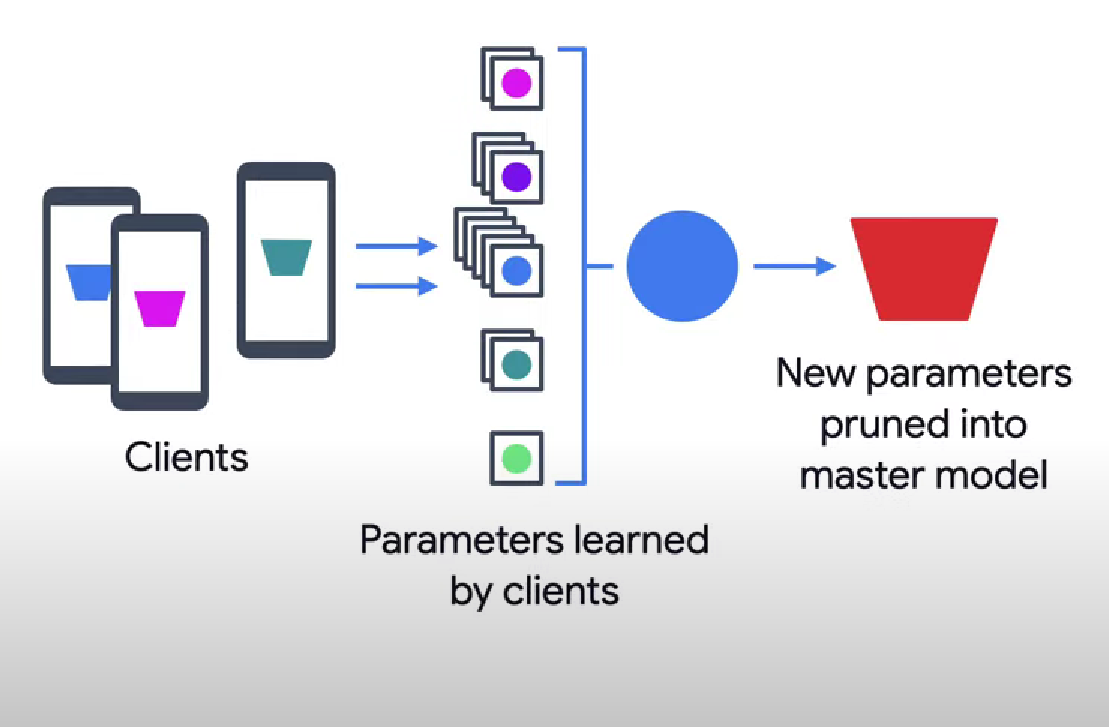 Clients
Parameters learned
by clients
New parameters
pruned into
master model